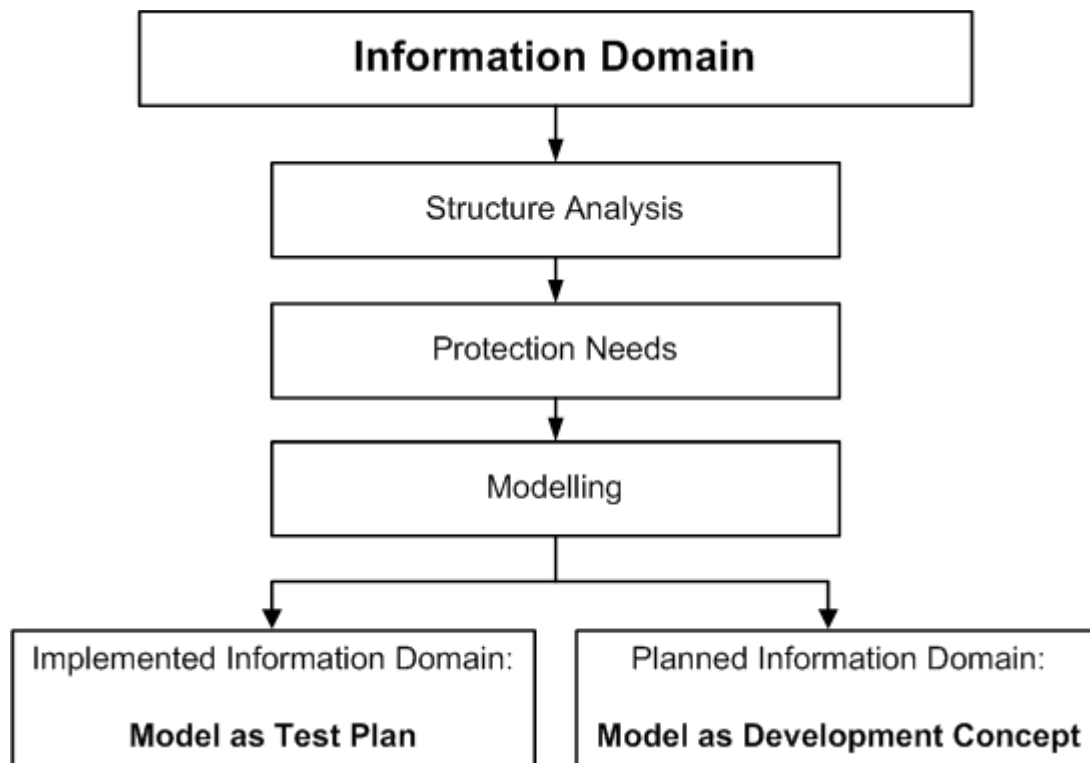 Information Domain
Structure Analysis
Protection Needs
Modelling
Implemented Information Domain:
Model as Test Plan
Planned Information Domain:
Model as Development Concept